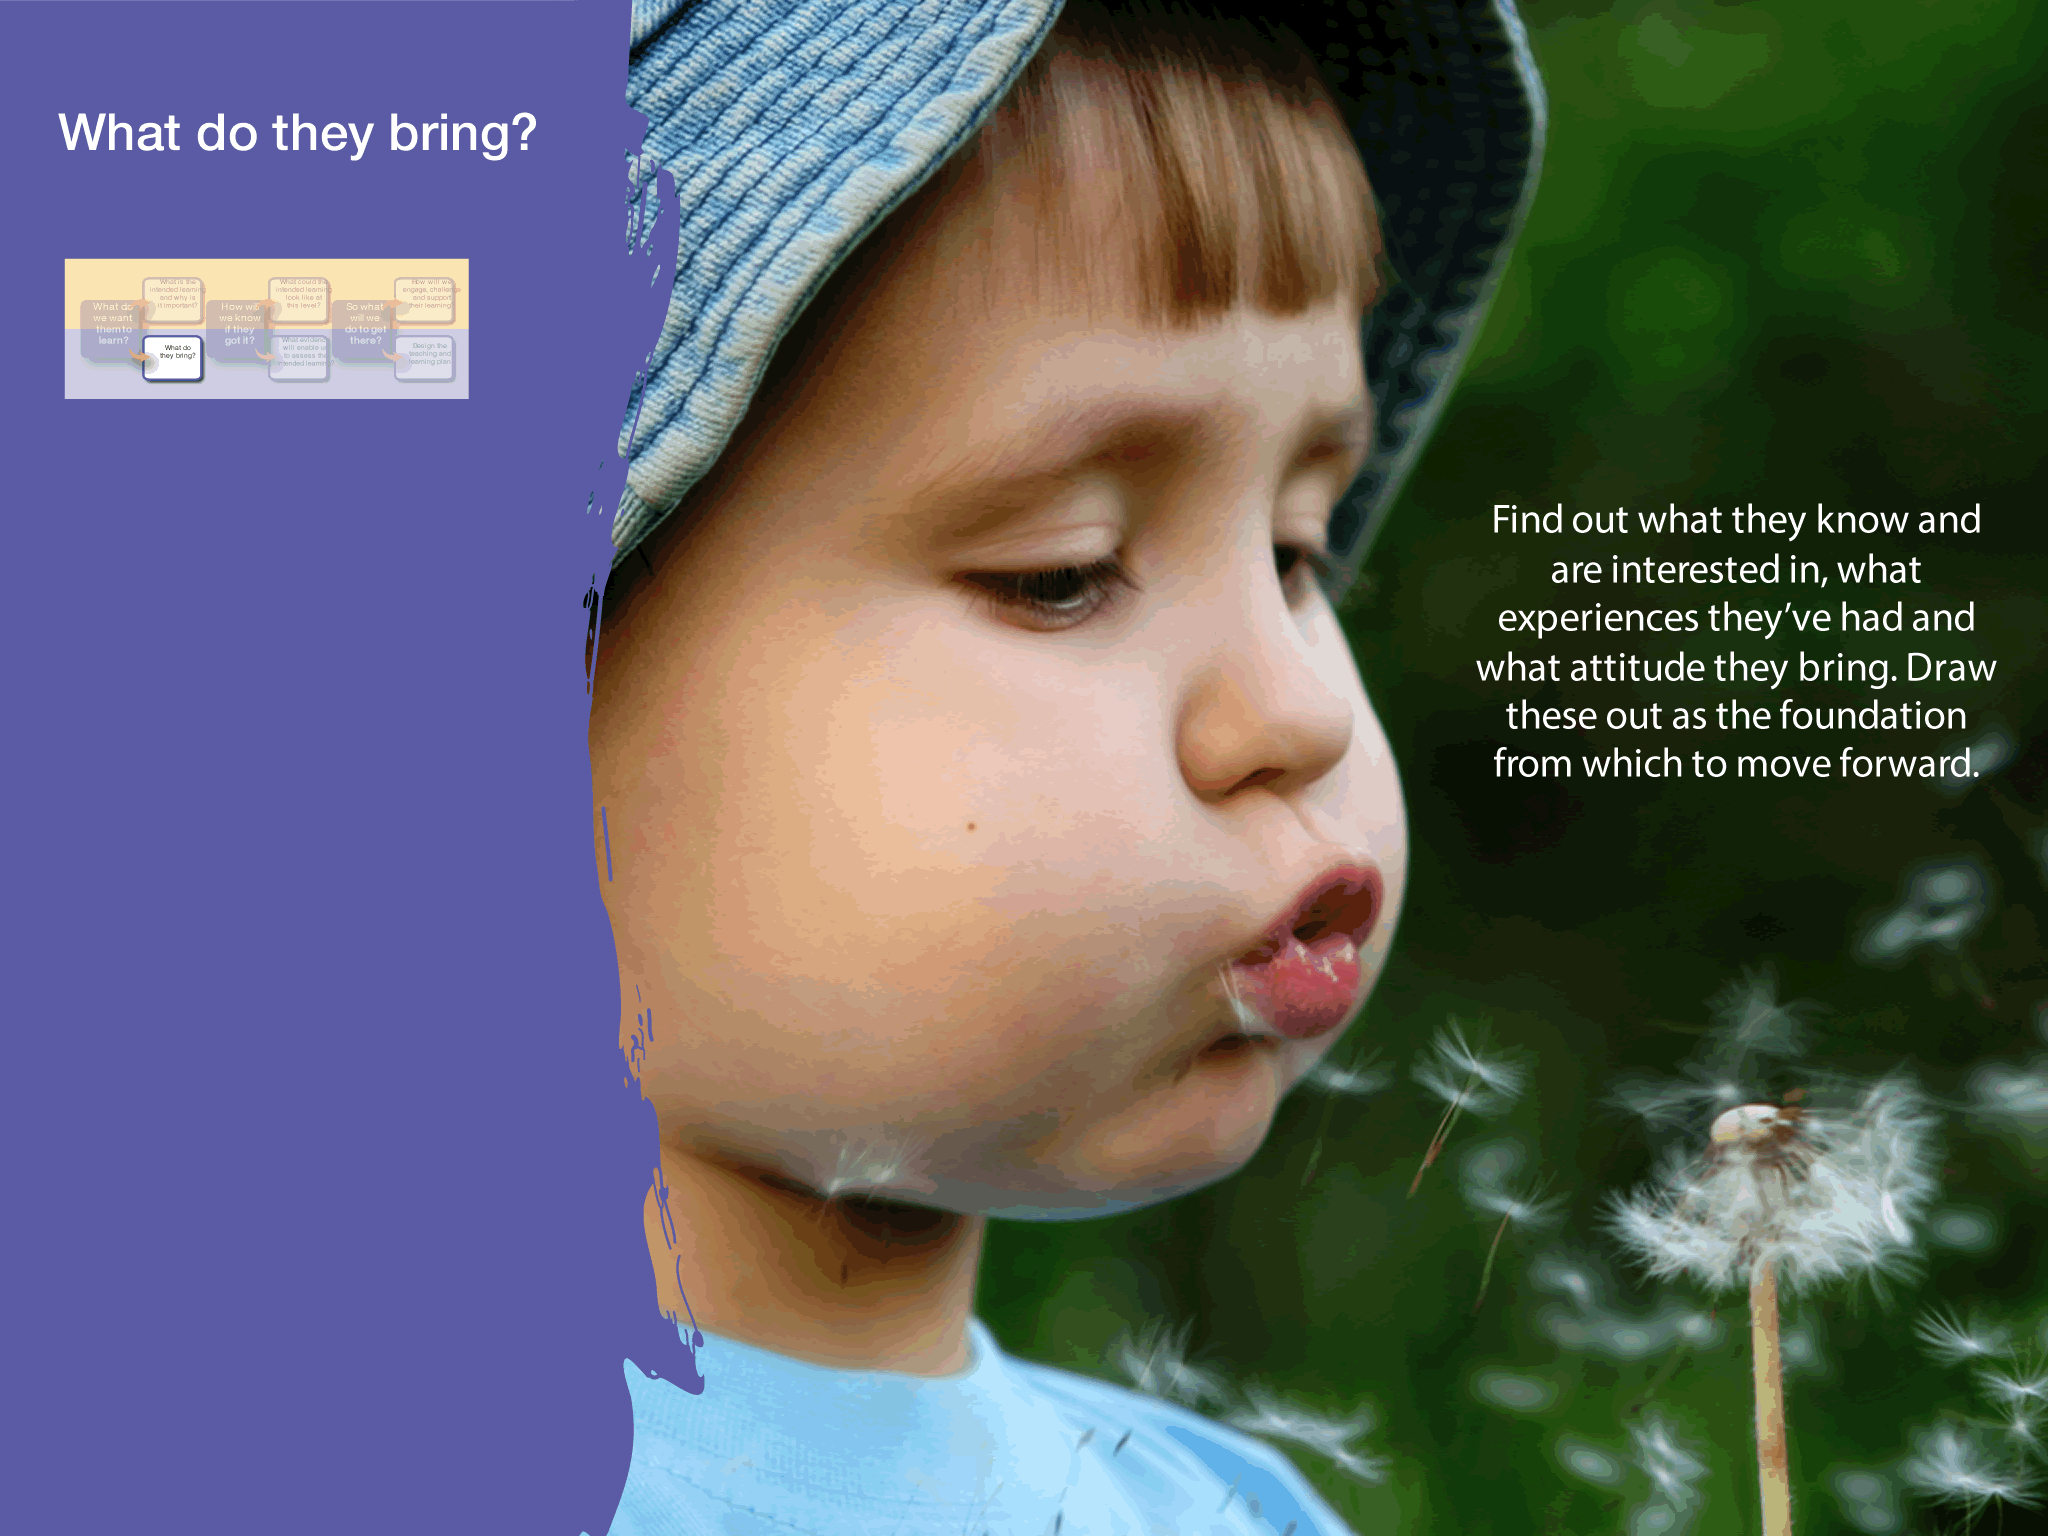 What do they bring?
What do
we want
them to
learn?
What is the
intended learning
and why is
it important?
What do
they bring?
How will
we know
if they
got it?
What could the
intended learning
look like at
this level?
What evidence
will enable us
to assess the
intended learning?
So what
will we
do to get
there?
How will we
engage, challenge
and support
their learning?
Design the
teaching and
learning plan
Find out what they know and
are interested in, what
experiences they’ve had and
what attitude they bring. Draw
these out as the foundation
from which to move forward.